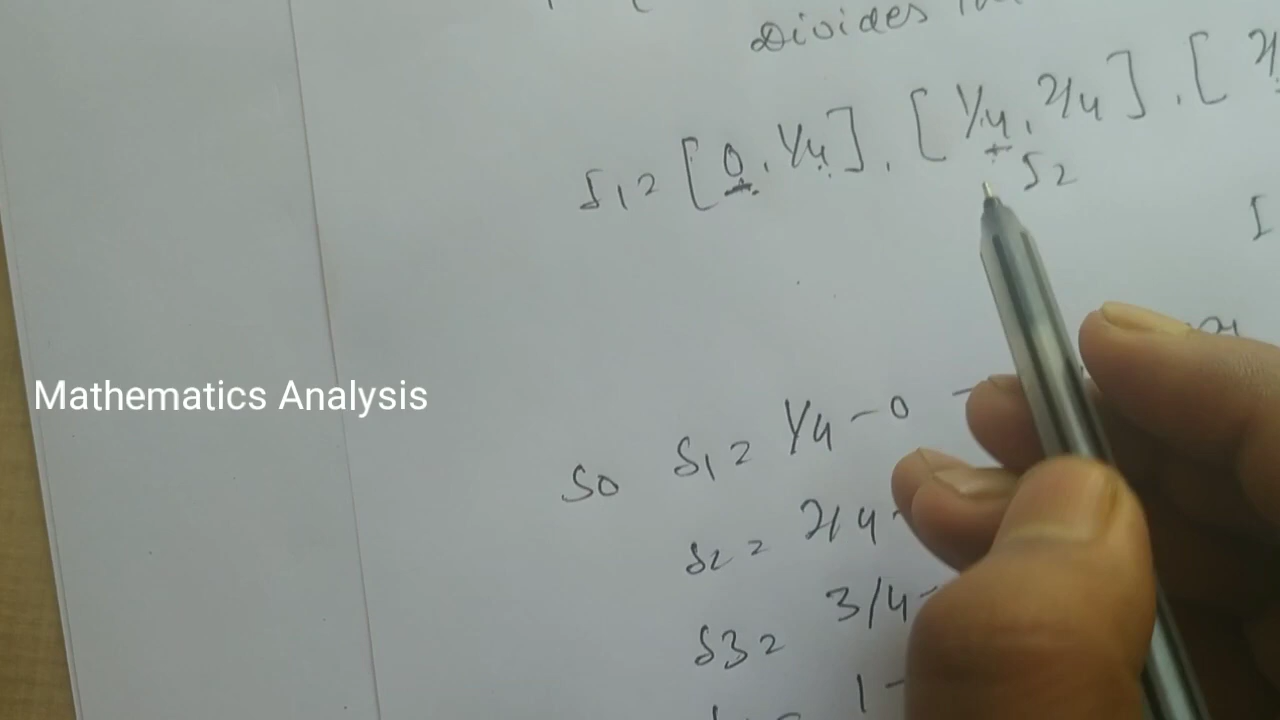 Divides
δ1 = [0, 1/4], [1/4, 2/4], [
δ2
I
Mathematics Analysis
So δ1 = 1/4 - 0
δ2 = 2/4 -
δ3 = 3/4 -
1 -